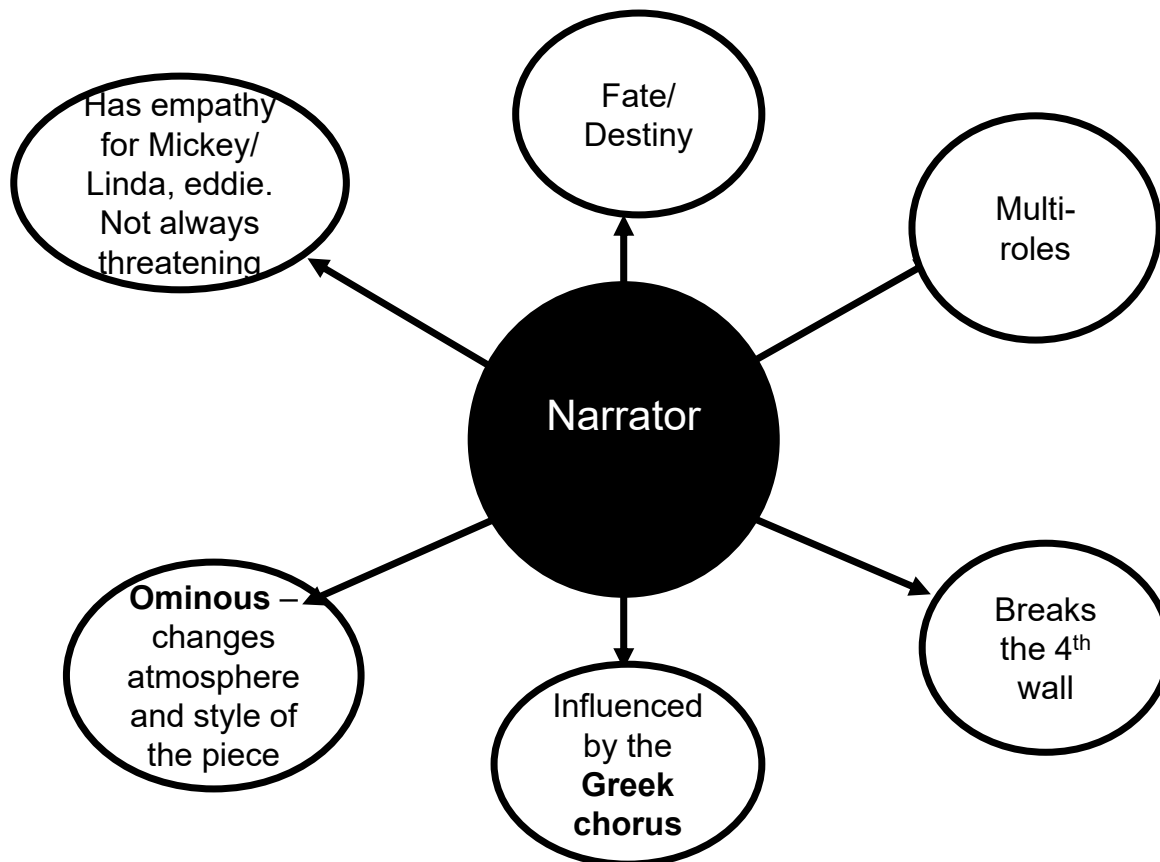 Has empathy
for Mickey/
Linda, eddie.
Not always
threatening
Fate/
Destiny
Multi-
roles
Narrator
Ominous –
changes
atmosphere
and style of
the piece
Influenced
by the
Greek
chorus
Breaks
the 4th
wall